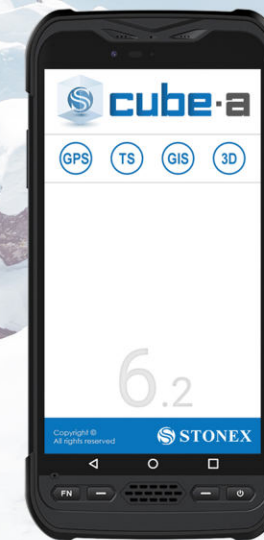 cube-a
GPS TS GIS 3D
6.2
Copyright ©
All rights reserved
STONEX
FN